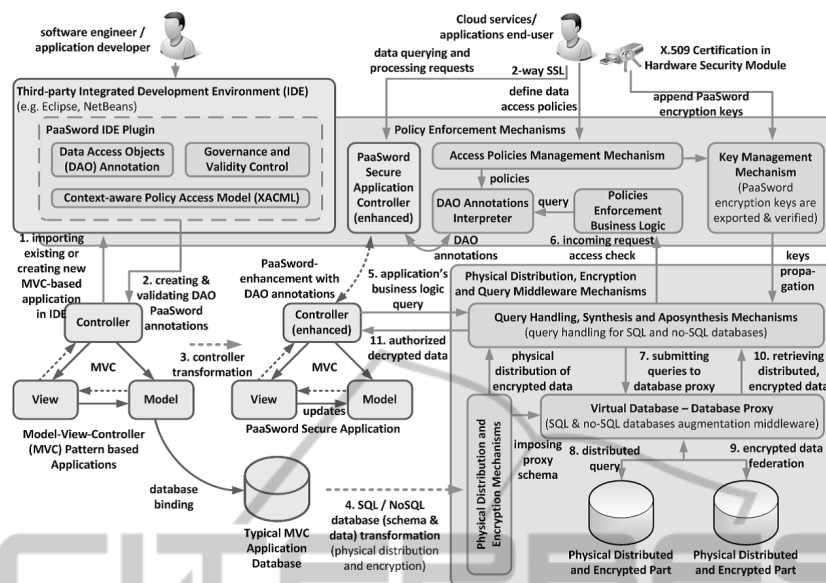 software engineer /
application developer
Cloud services/
applications end-user
X.509 Certification in
Hardware Security Module
data querying and
processing requests
2-way SSL
define data
access policies
append PaaSword
encryption keys
Third-party Integrated Development Environment (IDE)
(e.g. Eclipse, NetBeans)
PaaSword IDE Plugin
Data Access Objects
(DAO) Annotation
Governance and
Validity Control
Context-aware Policy Access Model (XACML)
Policy Enforcement Mechanisms
PaaSword
Secure
Application
Controller
(enhanced)
Access Policies Management Mechanism
policies
DAO Annotations
Interpreter
query
Policies
Enforcement
Business Logic
Key Management
Mechanism
(PaaSword
encryption keys are
exported & verified)
DAO
annotations
6. incoming request
access check
keys
propa-
gation
1. importing
existing or
creating new
MVC-based
application
in IDE
2. creating &
validating DAO
PaaSword
annotations
PaaSword-
enhancement with
DAO annotations
5. application's
business logic
query
Physical Distribution, Encryption
and Query Middleware Mechanisms
Controller
MVC
View
Model
Model-View-Controller
(MVC) Pattern based
Applications
3. controller
transformation
Controller
(enhanced)
MVC
View
updates
Model
PaaSword Secure Application
11. authorized
decrypted data
Query Handling, Synthesis and Aposynthesis Mechanisms
(query handling for SQL and no-SQL databases)
physical
distribution of
encrypted data
7. submitting
queries to
database proxy
10. retrieving
distributed,
encrypted data
Physical Distribution and
Encryption Mechanisms
Virtual Database – Database Proxy
(SQL & no-SQL databases augmentation middleware)
imposing
proxy
schema
8. distributed
query
9. encrypted data
federation
database
binding
Typical MVC
Application
Database
4. SQL / NoSQL
database (schema &
data) transformation
(physical distribution
and encryption)
Physical Distributed
and Encrypted Part
Physical Distributed
and Encrypted Part